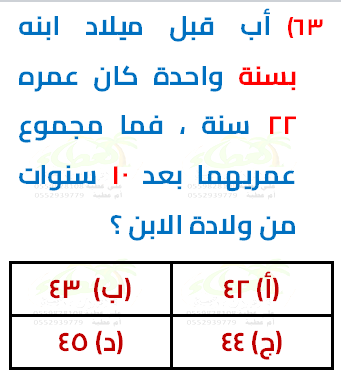 ٦٣) أب قبل ميلاد ابنه
بسنة واحدة كان عمره
٢٢ سنة ، فما مجموع
عمريهما بعد ١٠ سنوات
من ولادة الابن ؟
(أ) ٤٢ (ب) ٤٣
(ج) ٤٤ (د) ٤٥